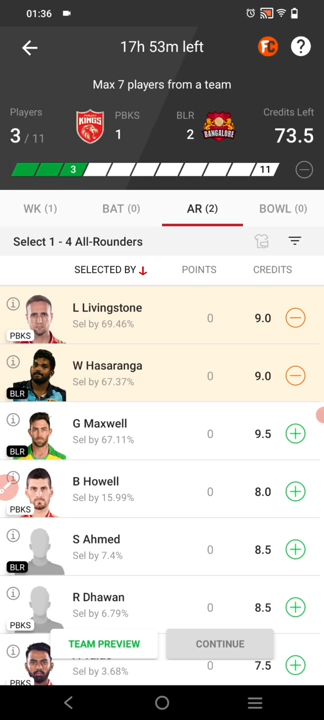 01:36
17h 53m left
FC
?
Max 7 players from a team
Players
3 / 11
KINGS
PBKS
1
BLR
2
BANGALORE
Credits Left
73.5
3
11
WK (1)
BAT (0)
AR (2)
BOWL (0)
Select 1 - 4 All-Rounders
SELECTED BY
POINTS
CREDITS
L Livingstone
Sel by 69.46%
0
9.0
PBKS
W Hasaranga
Sel by 67.37%
0
9.0
BLR
G Maxwell
Sel by 67.11%
0
9.5
BLR
B Howell
Sel by 15.99%
0
8.0
PBKS
S Ahmed
Sel by 7.4%
0
8.5
BLR
R Dhawan
Sel by 6.79%
0
8.5
PBKS
TEAM PREVIEW
CONTINUE
Sel by 3.68%
0
7.5
PBKS